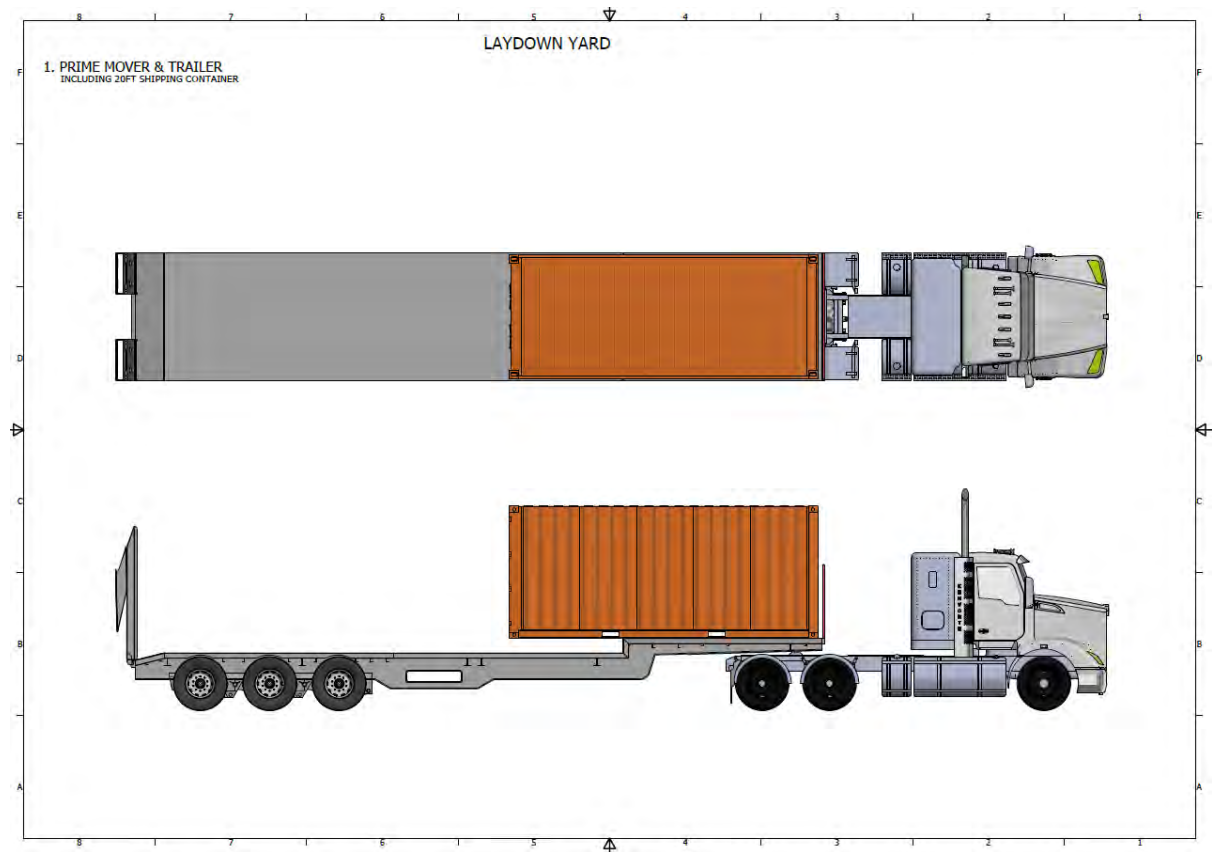 8 7 6 5 4 3 2 1
LAYDOWN YARD
1. PRIME MOVER & TRAILER
INCLUDING 20FT SHIPPING CONTAINER
F F
E E
D D
C C
B B
A A
8 7 6 5 4 3 2 1